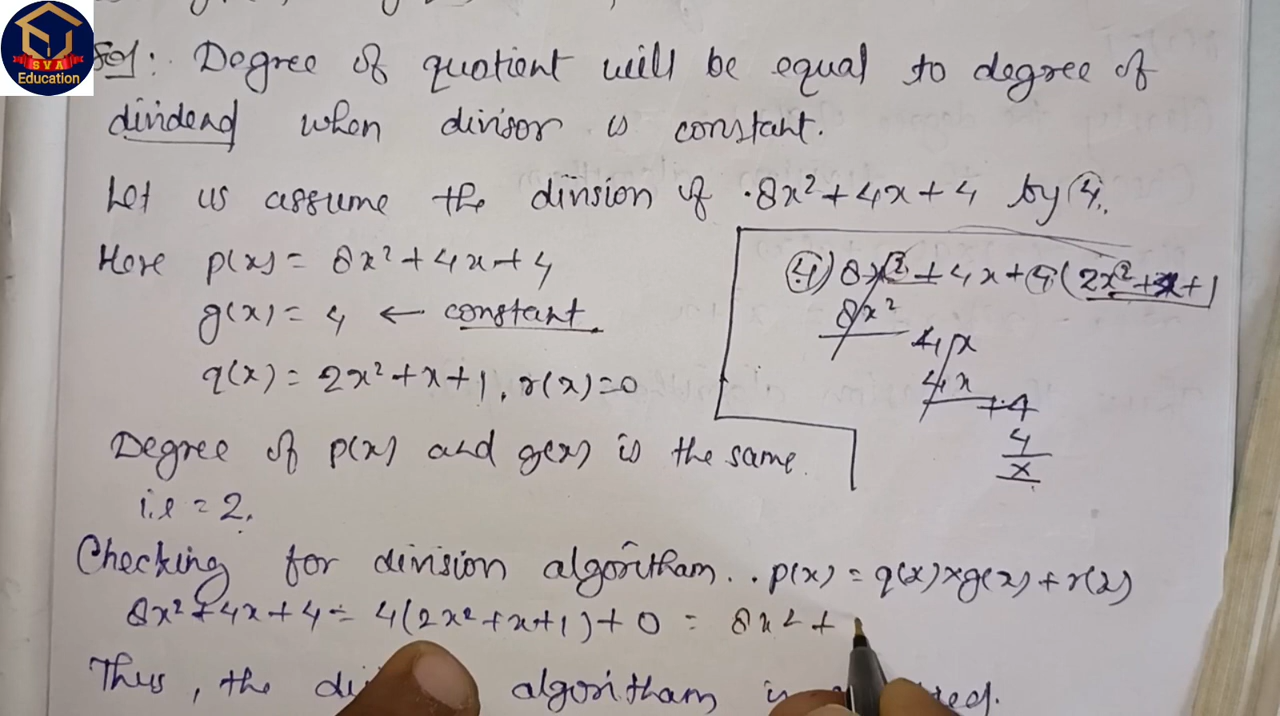 SVA
Education
Sol: Degree of quotient will be equal to degree of
dividend when divisor is constant.
Let us assume the division of 8x² + 4x + 4 by 4.
Here p(x) = 8x² + 4x + 4
g(x) = 4 ← constant
q(x) = 2x² + x + 1, r(x) = 0
4) 8x² + 4x + 4 ( 2x² + x + 1
8x²
4x
4x
+4
4
x
Degree of p(x) and g(x) is the same.
i.e = 2.
Checking for division algoritham.. p(x) = q(x) × g(x) + r(x)
8x² + 4x + 4 = 4(2x² + x + 1) + 0 = 8x² +
Thus, the algoritham